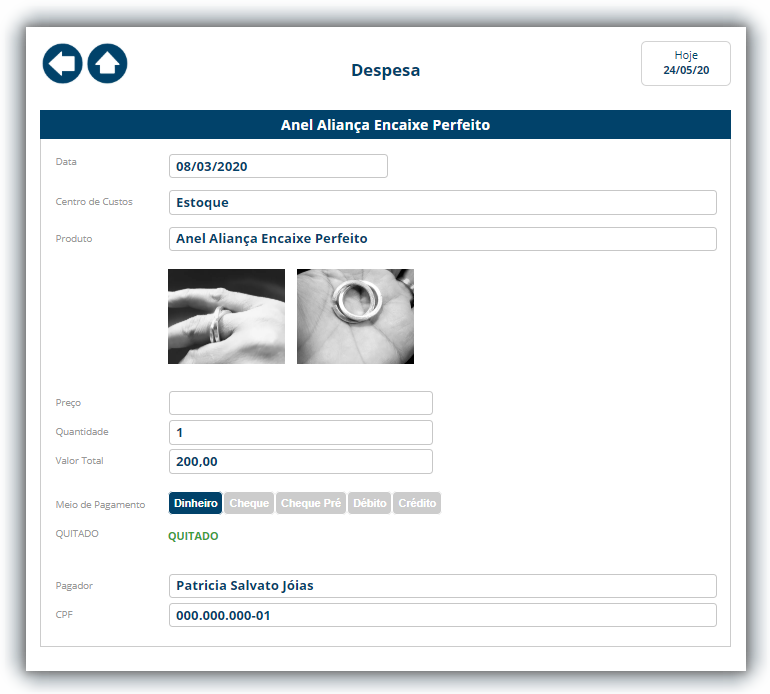 Despesa
Hoje
24/05/20
Anel Aliança Encaixe Perfeito
Data 08/03/2020
Centro de Custos Estoque
Produto Anel Aliança Encaixe Perfeito
Preço
Quantidade 1
Valor Total 200,00
Meio de Pagamento Dinheiro Cheque Cheque Pré Débito Crédito
QUITADO QUITADO
Pagador Patricia Salvato Jóias
CPF 000.000.000-01